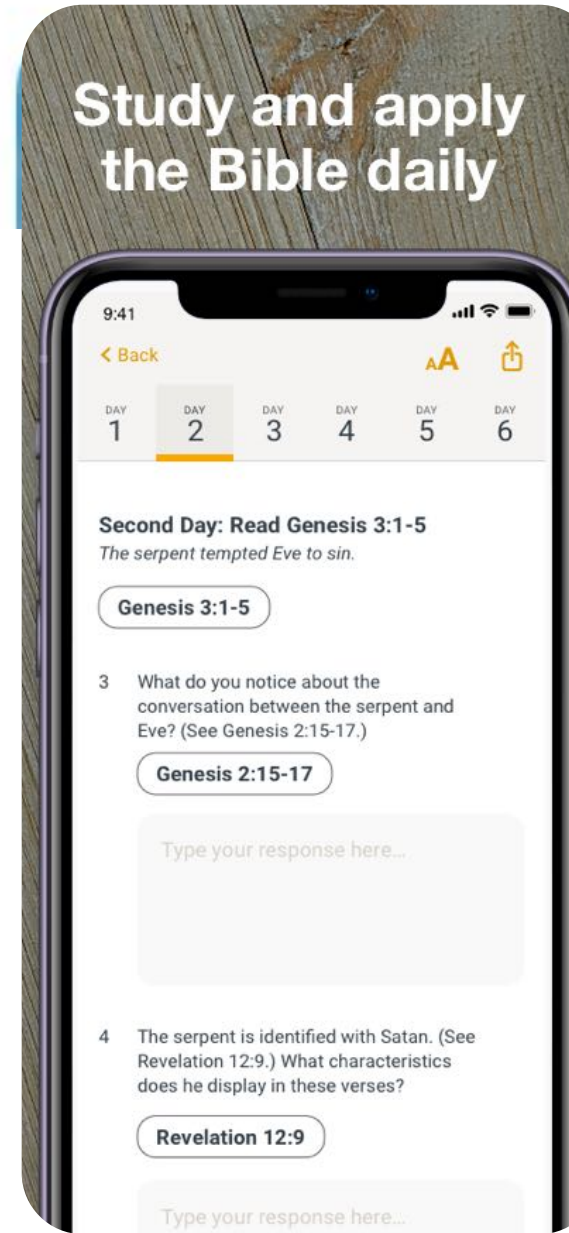 Study and apply
the Bible daily
9:41
Back
AA
DAY DAY DAY DAY DAY DAY
1 2 3 4 5 6
Second Day: Read Genesis 3:1-5
The serpent tempted Eve to sin.
Genesis 3:1-5
3 What do you notice about the
conversation between the serpent and
Eve? (See Genesis 2:15-17.)
Genesis 2:15-17
Type your response here...
4 The serpent is identified with Satan. (See
Revelation 12:9.) What characteristics
does he display in these verses?
Revelation 12:9
Type your response here...